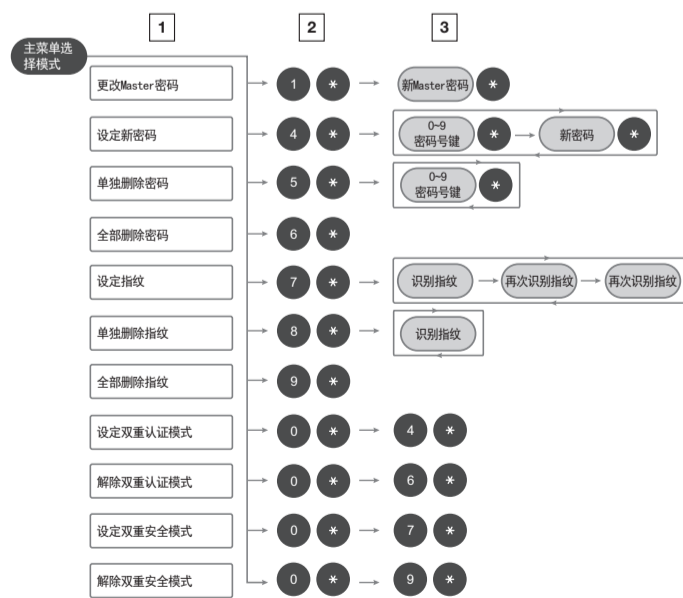 1 2 3
主菜单选
择模式
更改Master密码 1 * 新Master密码 *
设定新密码 4 * 0~9 密码号键 * 新密码 *
单独删除密码 5 * 0~9 密码号键 *
全部删除密码 6 *
设定指纹 7 * 识别指纹 再次识别指纹 再次识别指纹
单独删除指纹 8 * 识别指纹
全部删除指纹 9 *
设定双重认证模式 0 * 4 *
解除双重认证模式 0 * 6 *
设定双重安全模式 0 * 7 *
解除双重安全模式 0 * 9 *